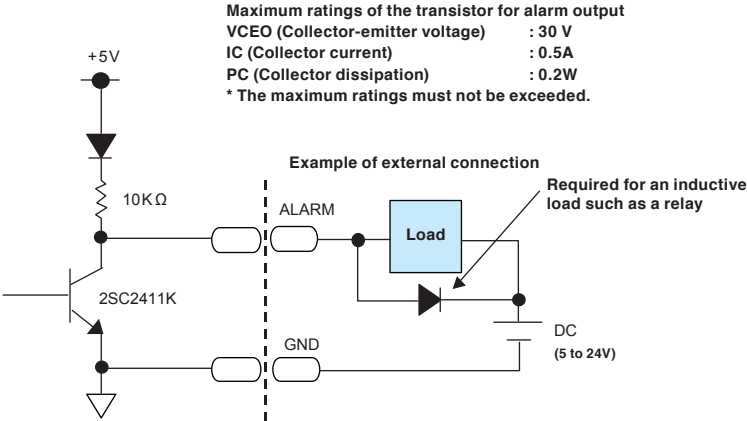 Maximum ratings of the transistor for alarm output
VCEO (Collector-emitter voltage) : 30 V
IC (Collector current) : 0.5A
PC (Collector dissipation) : 0.2W
* The maximum ratings must not be exceeded.
+5V
Example of external connection
Required for an inductive
load such as a relay
10KΩ
ALARM
Load
2SC2411K
GND
DC
(5 to 24V)